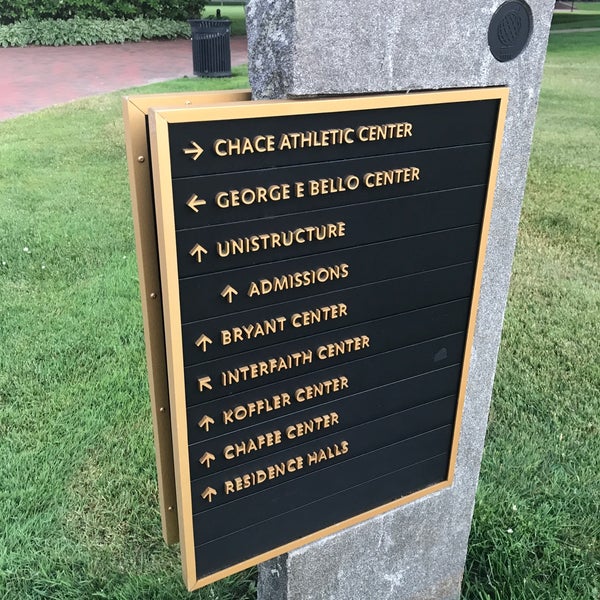 → CHACE ATHLETIC CENTER
← GEORGE E BELLO CENTER
↑ UNISTRUCTURE
↑ ADMISSIONS
↑ BRYANT CENTER
↖ INTERFAITH CENTER
↑ KOFFLER CENTER
↑ CHAFEE CENTER
↑ RESIDENCE HALLS